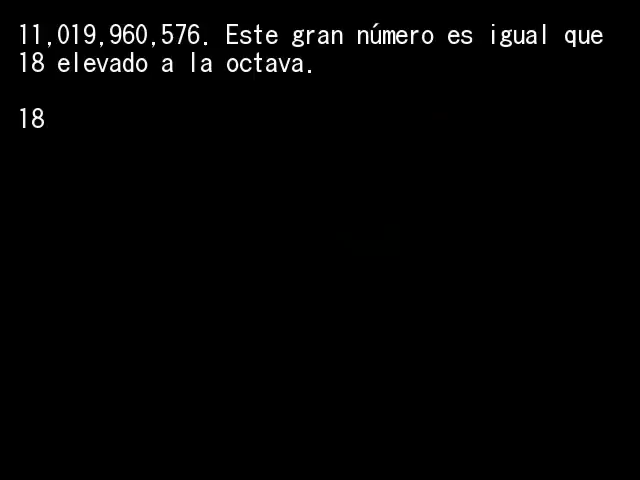 11,019,960,576. Este gran número es igual que
18 elevado a la octava.
18